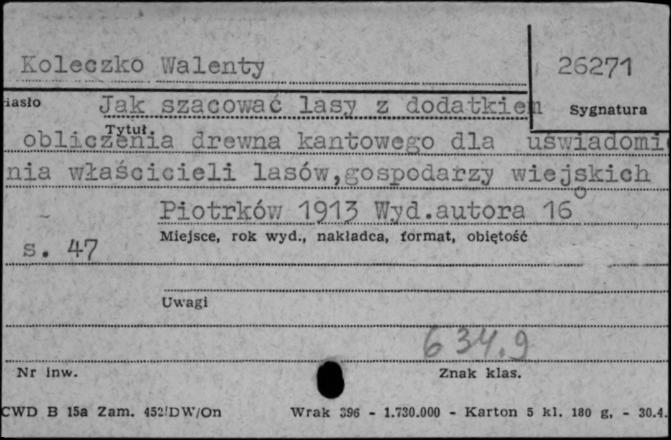 Koleczko Walenty 26271
iasło Jak szacować lasy z dodatkiem Sygnatura
Tytuł
obliczenia drewna kantowego dla uświadomi
nia właścicieli lasów,gospodarzy wiejskich
Piotrków 1913 Wyd.autora 16°
Miejsce, rok wyd., nakładca, format, objętość
s. 47
Uwagi
634.9
Nr inw. Znak klas.
CWD B 15a Zam. 452/DW/On Wrak 396 - 1.730.000 - Karton 5 kl. 180 g. - 30.4.